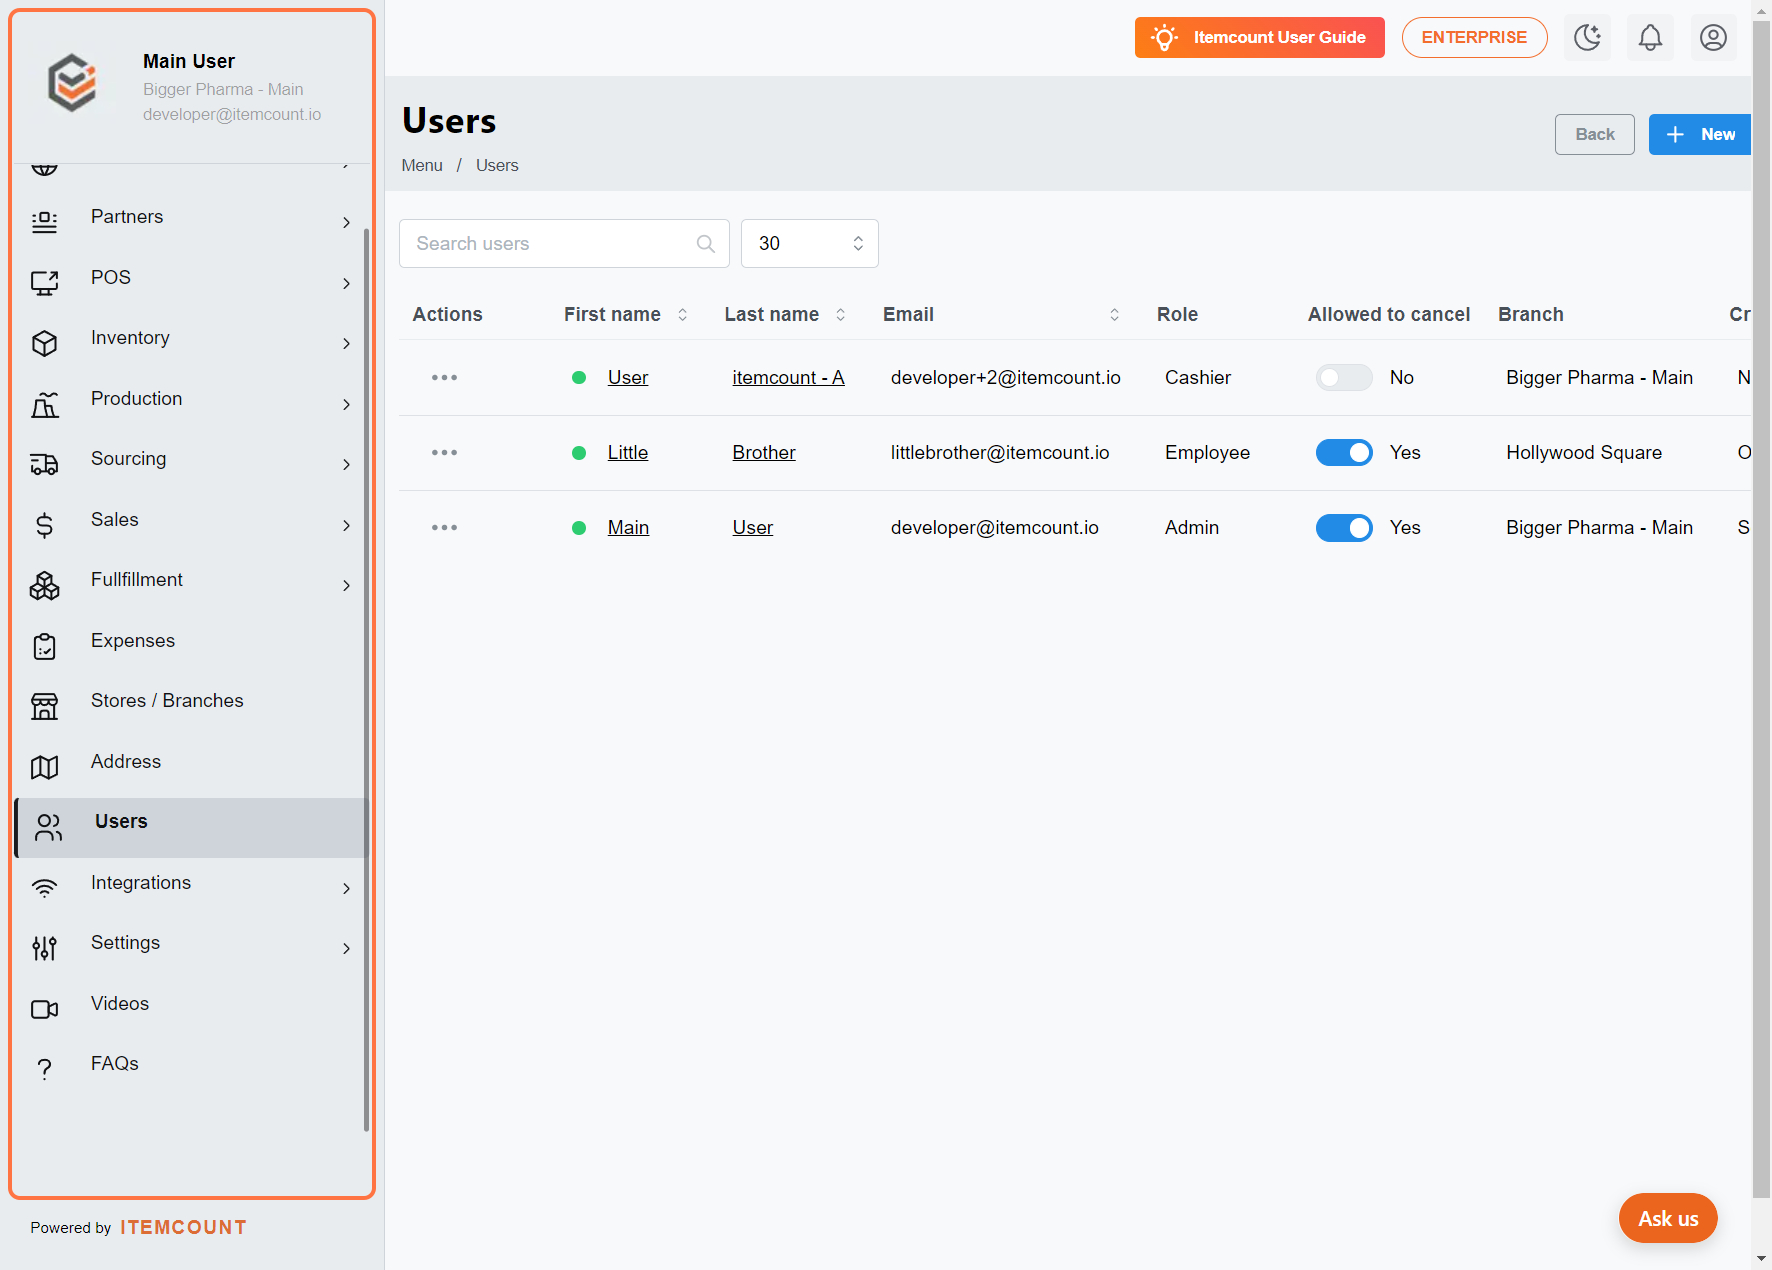 Main User
Bigger Pharma - Main
developer@itemcount.io
Partners
POS
Inventory
Production
Sourcing
Sales
Fullfillment
Expenses
Stores / Branches
Address
Users
Integrations
Settings
Videos
FAQs
Powered by ITEMCOUNT
Itemcount User Guide
ENTERPRISE
Users
Menu / Users
Back
+ New
Search users
30
Actions First name Last name Email Role Allowed to cancel Branch Cr
User itemcount - A developer+2@itemcount.io Cashier No Bigger Pharma - Main N
Little Brother littlebrother@itemcount.io Employee Yes Hollywood Square O
Main User developer@itemcount.io Admin Yes Bigger Pharma - Main S
Ask us